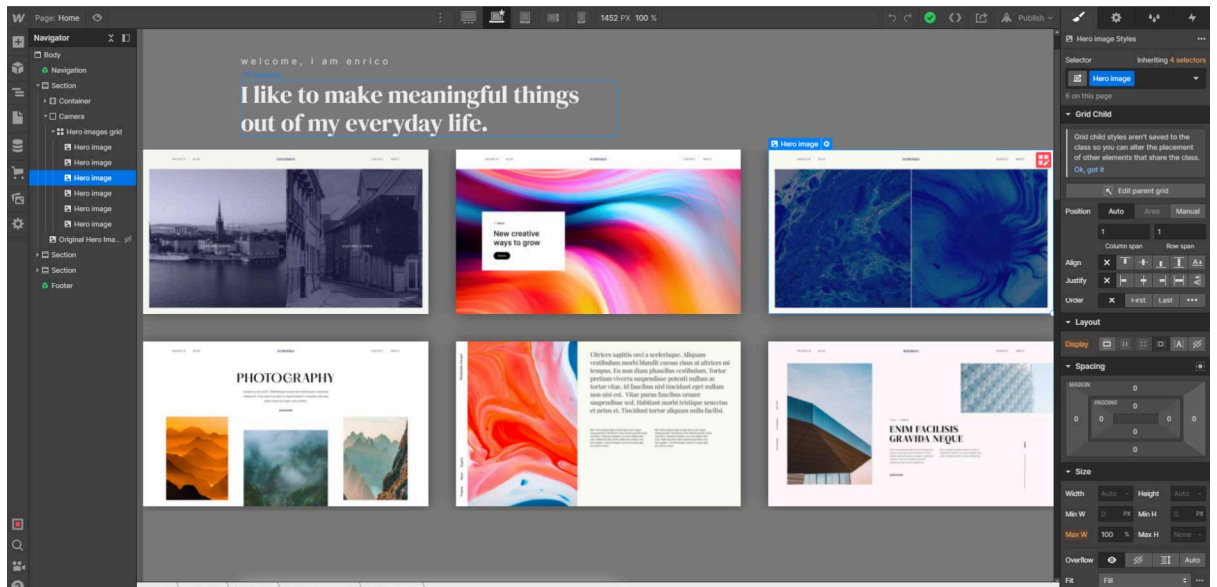 Page: Home
1452 PX 100 %
Publish
Navigator
Body
Navigation
Section
Container
Camera
Hero images grid
Hero image
Hero image
Hero image
Hero image
Hero image
Hero image
Original Hero Ima...
Section
Section
Footer
welcome, i am enrico
I like to make meaningful things
out of my everyday life.
Hero image
New creative
ways to grow
PHOTOGRAPHY
Ultrices sagittis orci a scelerisque. Aliquam
vestibulum morbi blandit cursus risus at ultrices mi
tempus. Eu non diam phasellus vestibulum. Tortor
pretium viverra suspendisse potenti nullam ac
tortor vitae. Id faucibus nisl tincidunt eget nullam
non nisi est. Vitae purus faucibus ornare
suspendisse sed. Habitant morbi tristique senectus
et netus et. Tincidunt tortor aliquam nulla facilisi.
ENIM FACILISIS
GRAVIDA NEQUE
Hero image Styles
Selector Inheriting 4 selectors
Hero image
6 on this page
Grid Child
Grid child styles aren't saved to the
class so you can alter the placement
of other elements that share the class.
Ok, got it
Edit parent grid
Position Auto Area Manual
1 1
Column span Row span
Align
Justify
Order First Last
Layout
Display
Spacing
MARGIN
0
PADDING
0
0 0 0 0
0
0
Size
Width Auto - Height Auto -
Min W 0 PX Min H 0 PX
Max W 100 % Max H None -
Overflow Auto
Fit Fill